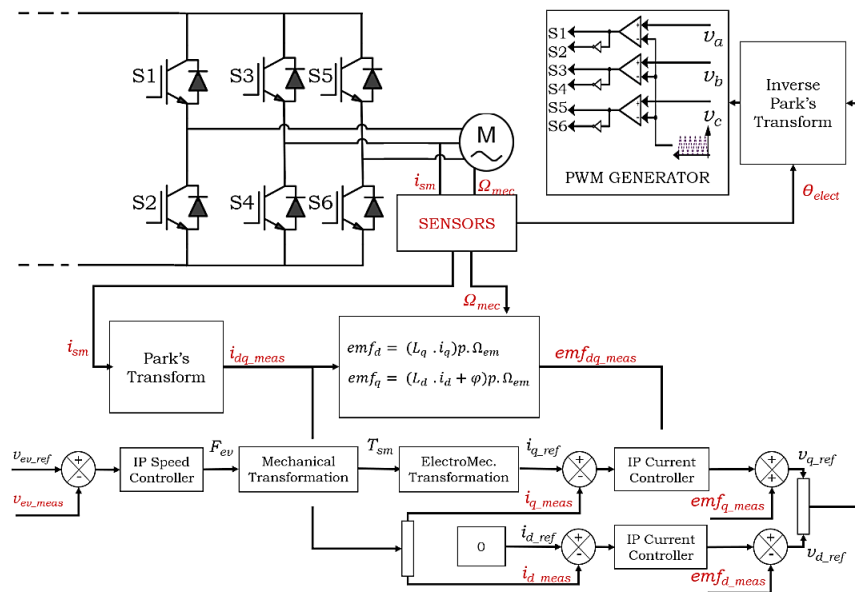 S1
S3
S5
S2
S4
S6
M
i_sm
Ω_mec
SENSORS
S1
S2
S3
S4
S5
S6
v_a
v_b
v_c
PWM GENERATOR
Inverse
Park's
Transform
θ_elect
i_sm
Park's
Transform
i_dq_meas
Ω_mec
emf_d = (L_q . i_q)p. Ω_em
emf_q = (L_d . i_d + φ)p. Ω_em
emf_dq_meas
v_ev_ref
v_ev_meas
+
-
IP Speed
Controller
F_ev
Mechanical
Transformation
T_sm
ElectroMec.
Transformation
i_q_ref
+
-
i_q_meas
IP Current
Controller
+
+
emf_q_meas
v_q_ref
0
i_d_ref
+
-
i_d_meas
IP Current
Controller
+
-
emf_d_meas
v_d_ref